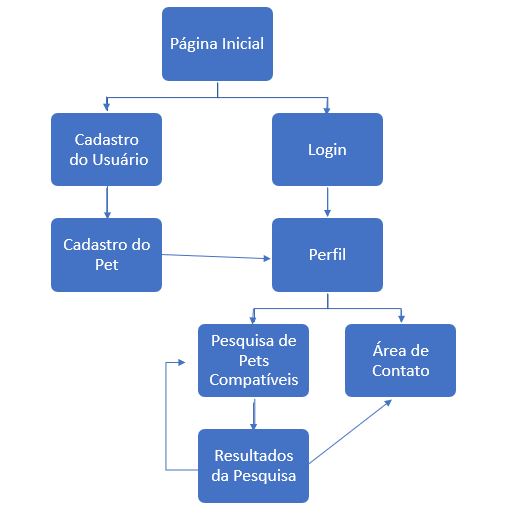 Página Inicial
Cadastro
do Usuário
Login
Cadastro do
Pet
Perfil
Pesquisa de
Pets
Compatíveis
Área de
Contato
Resultados
da Pesquisa